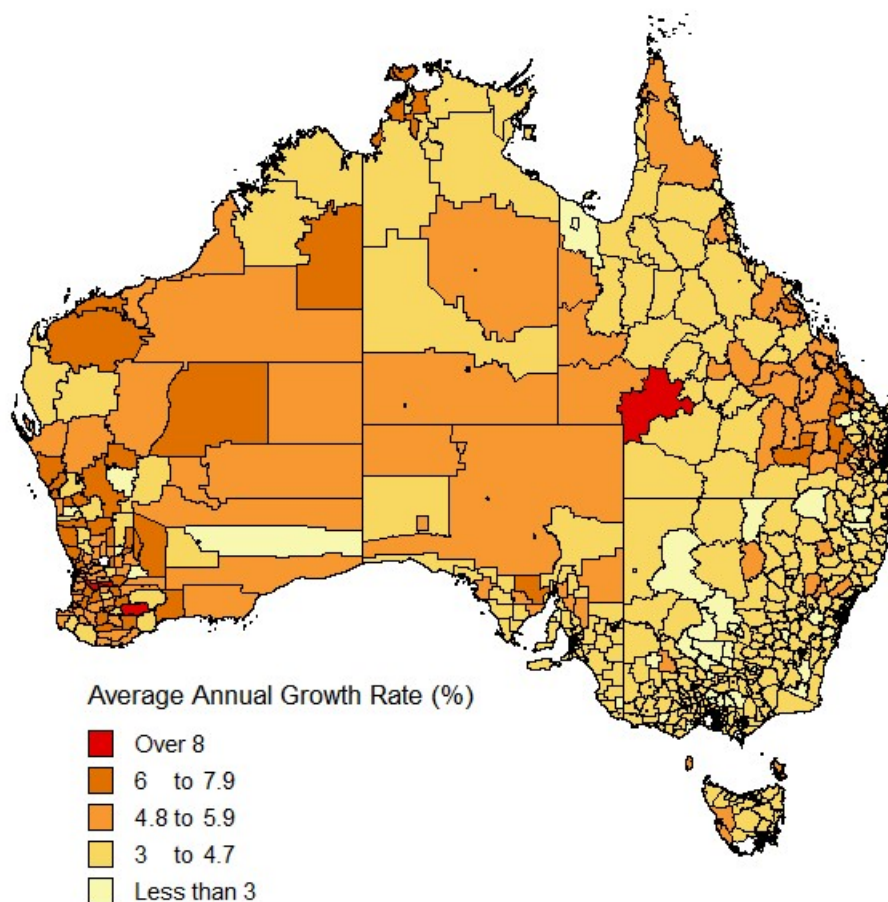 Average Annual Growth Rate (%)
Over 8
6 to 7.9
4.8 to 5.9
3 to 4.7
Less than 3